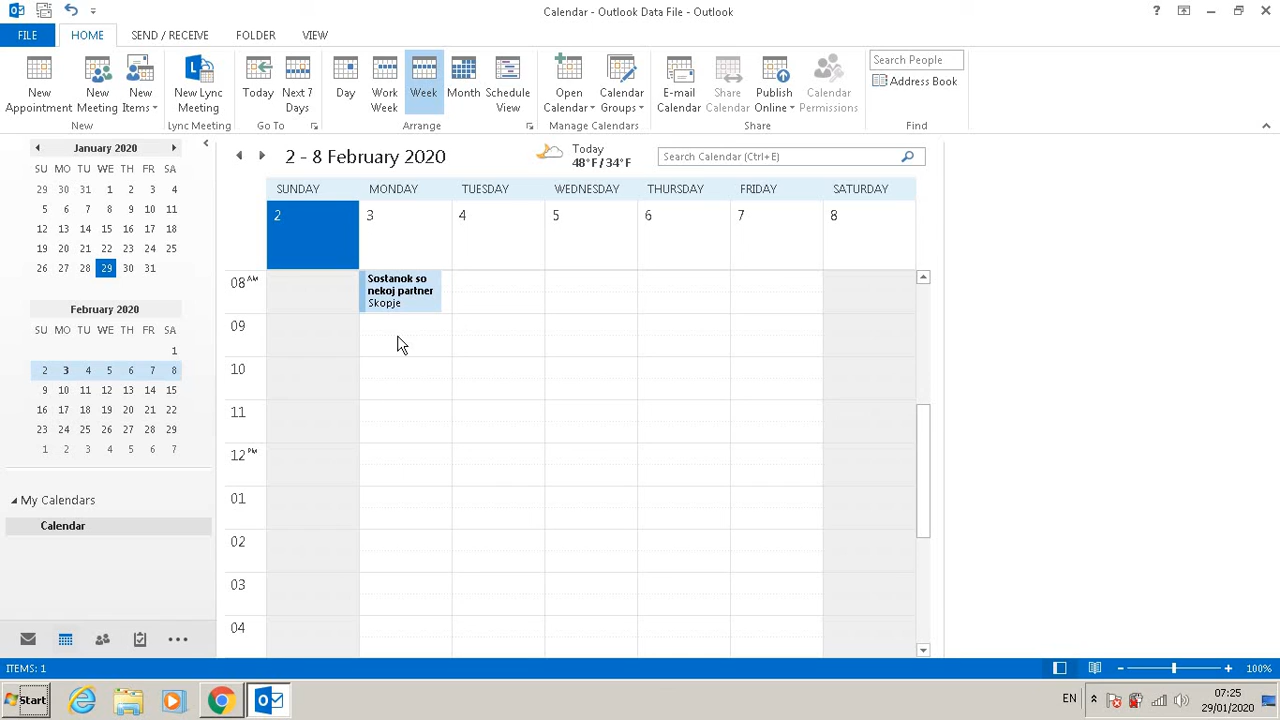 Calendar - Outlook Data File - Outlook
?
FILE HOME SEND / RECEIVE FOLDER VIEW
New Appointment
New Meeting
New Items
New
New Lync Meeting
Lync Meeting
Today
Next 7 Days
Go To
Day
Work Week
Week
Month
Schedule View
Arrange
Open Calendar
Calendar Groups
Manage Calendars
E-mail Calendar
Share Calendar
Publish Online
Calendar Permissions
Share
Search People
Address Book
Find
January 2020
SU MO TU WE TH FR SA
29 30 31 1 2 3 4
5 6 7 8 9 10 11
12 13 14 15 16 17 18
19 20 21 22 23 24 25
26 27 28 29 30 31
February 2020
SU MO TU WE TH FR SA
1
2 3 4 5 6 7 8
9 10 11 12 13 14 15
16 17 18 19 20 21 22
23 24 25 26 27 28 29
1 2 3 4 5 6 7
My Calendars
Calendar
2 - 8 February 2020
Today
48°F/34°F
Search Calendar (Ctrl+E)
SUNDAY MONDAY TUESDAY WEDNESDAY THURSDAY FRIDAY SATURDAY
2 3 4 5 6 7 8
08 AM
Sostanok so
nekoj partner
Skopje
09
10
11
12 PM
01
02
03
04
ITEMS: 1
100%
Start
EN
07:25
29/01/2020